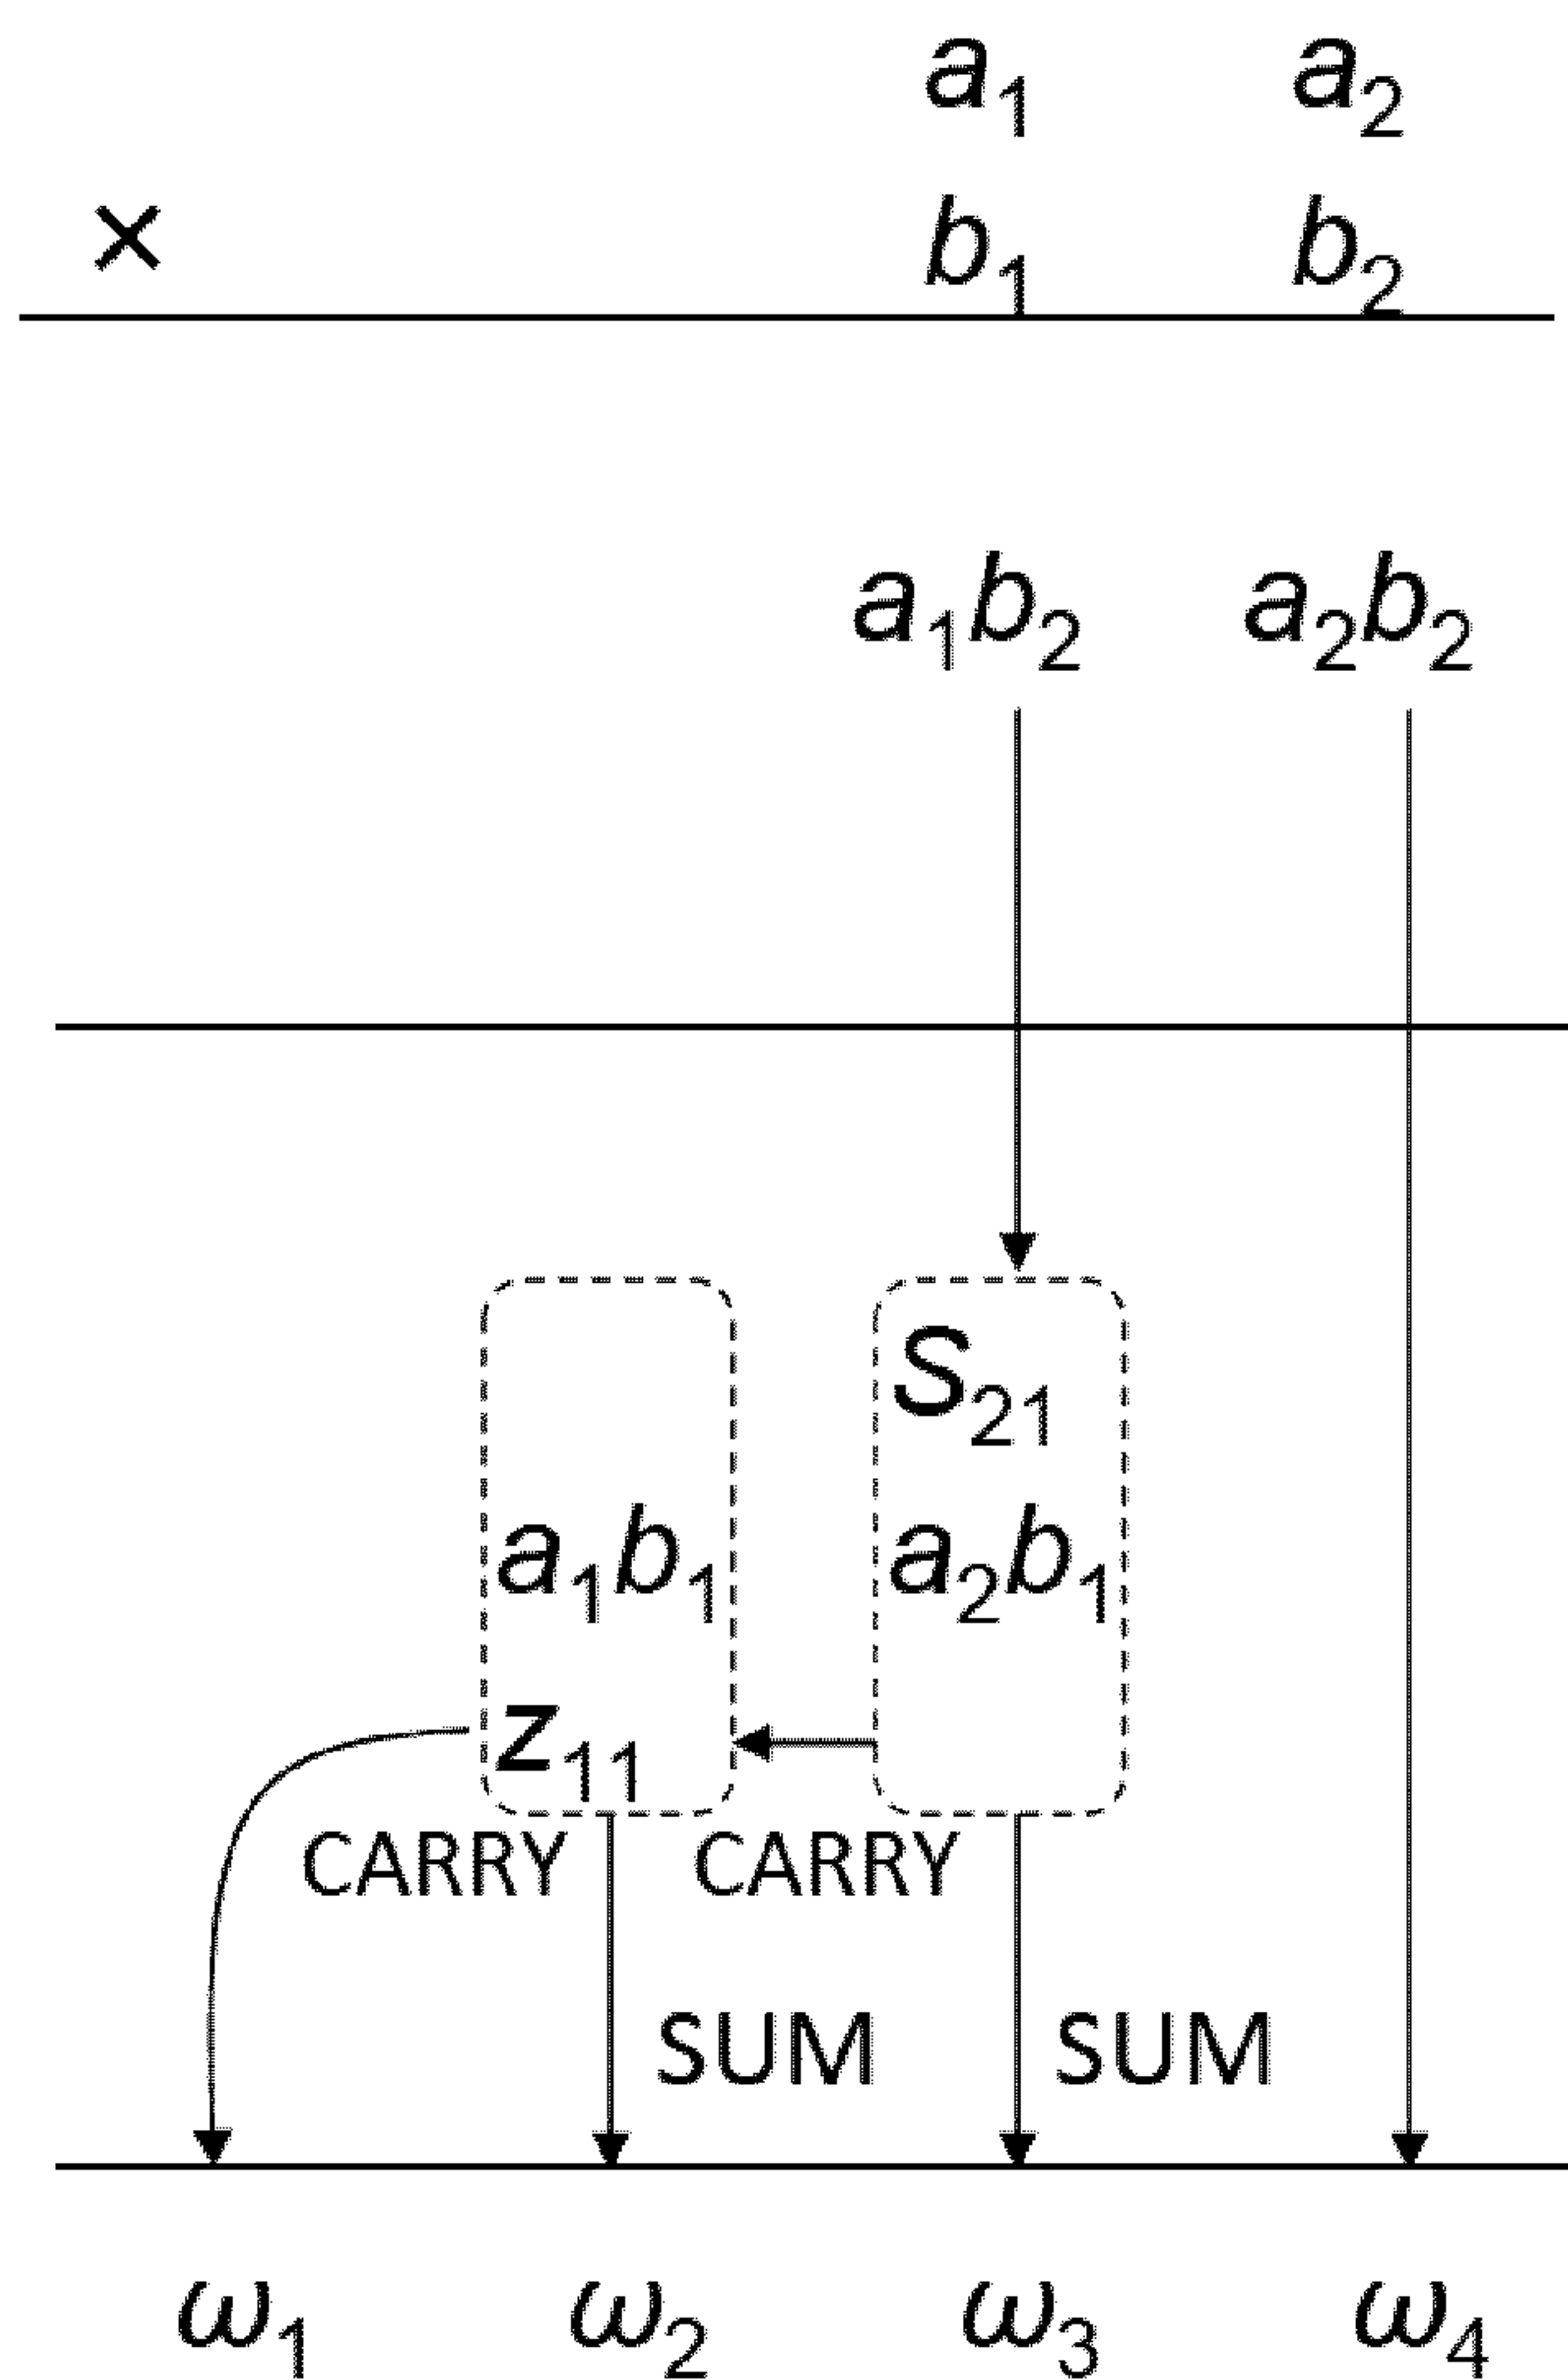 a₁ a₂
× b₁ b₂
a₁b₂ a₂b₂
S₂₁
a₁b₁ a₂b₁
z₁₁
CARRY CARRY
SUM SUM
ω₁ ω₂ ω₃ ω₄